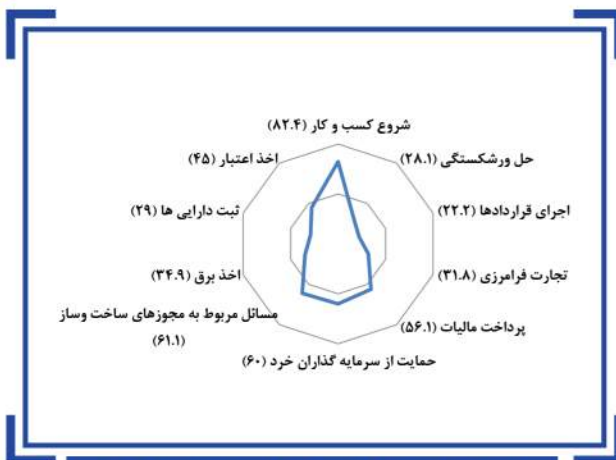 شروع کسب و کار (۸۲.۴)
حل ورشکستگی (۲۸.۱)
اجرای قراردادها (۲۲.۲)
تجارت فرامرزی (۳۱.۸)
پرداخت مالیات (۵۶.۱)
حمایت از سرمایه گذاران خرد (۶۰)
مسائل مربوط به مجوزهای ساخت وساز
(۶۱.۱)
اخذ برق (۳۴.۹)
ثبت دارایی ها (۲۹)
اخذ اعتبار (۴۵)